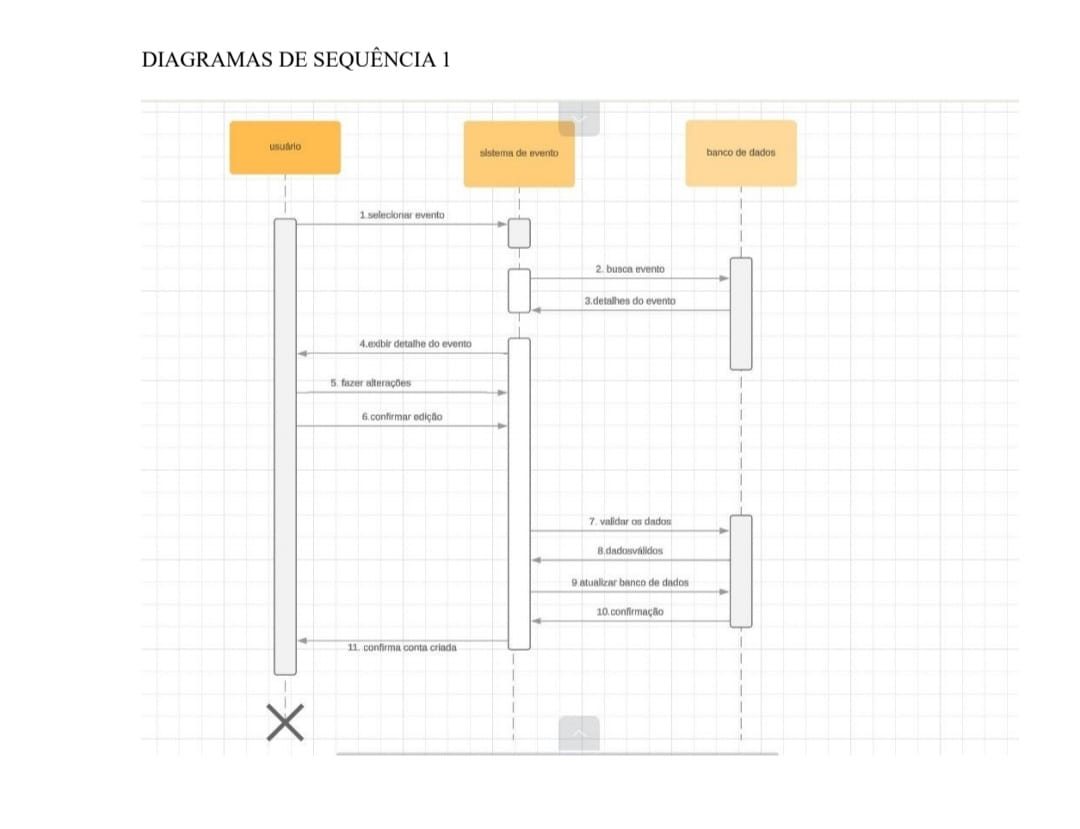 DIAGRAMAS DE SEQUÊNCIA 1
usuário
sistema de evento
banco de dados
1.selecionar evento
2. busca evento
3.detalhes do evento
4.exibir detalhe do evento
5. fazer alterações
6.confirmar edição
7. validar os dados
8.dadosválidos
9.atualizar banco de dados
10.confirmação
11. confirma conta criada